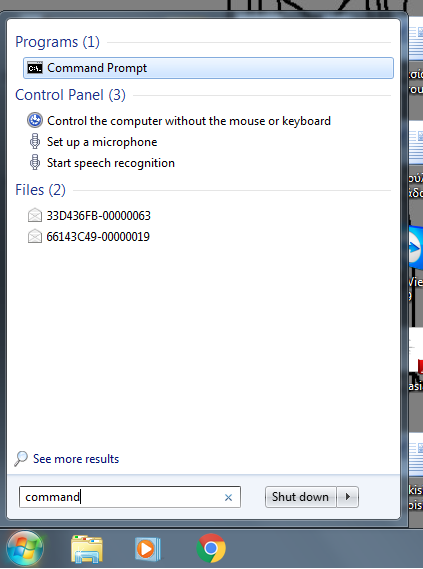 Programs (1)
Command Prompt
Control Panel (3)
Control the computer without the mouse or keyboard
Set up a microphone
Start speech recognition
Files (2)
33D436FB-00000063
66143C49-00000019
See more results
command
Shut down